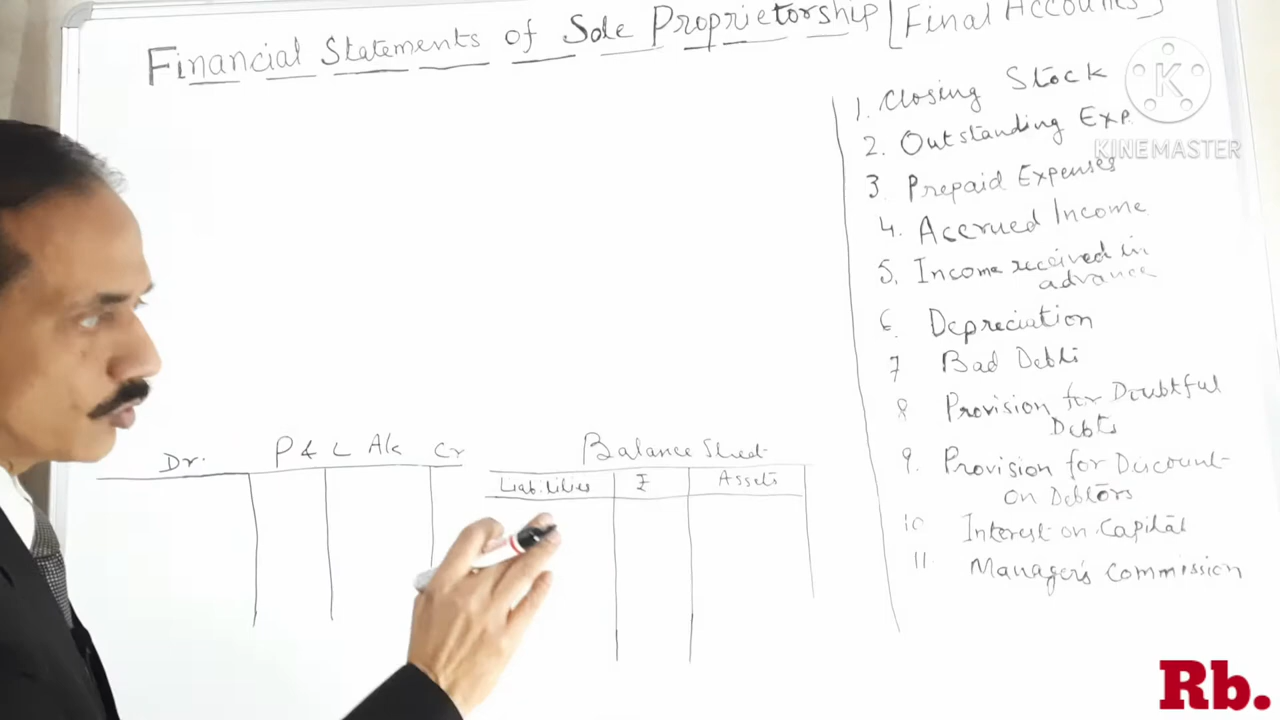 Financial Statements of Sole Proprietorship [Final Accounts]
1. Closing Stock
2. Outstanding Exp.
3. Prepaid Expenses
4. Accrued Income
5. Income received in
advance
6. Depreciation
7 Bad Debts
8 Provision for Doubtful
Debts
9. Provision for Discount
on Debtors
10 Interest on Capital
11. Manager's Commission
KINEMASTER
K
Dr. P & L A/c Cr
Balance Sheet
Liabilities ₹ Assets
Rb.